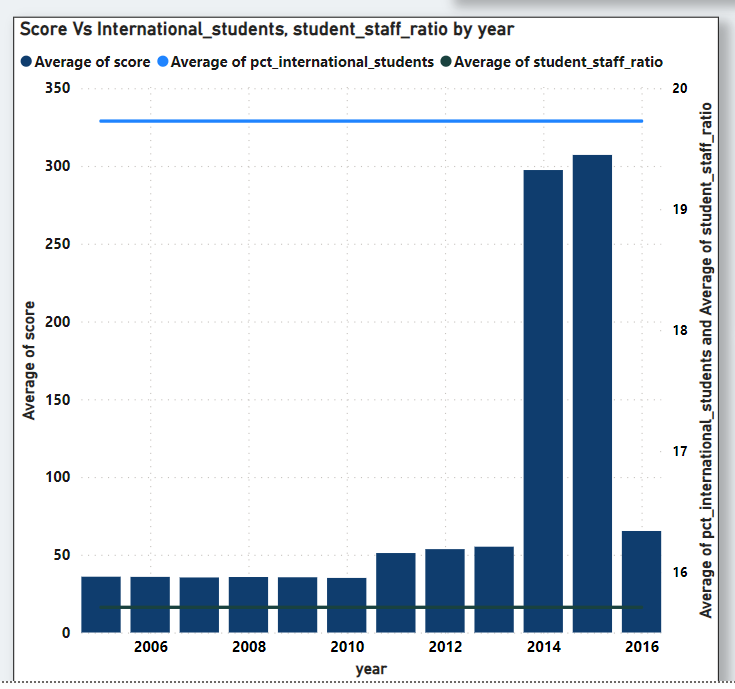 Score Vs International_students, student_staff_ratio by year
Average of score Average of pct_international_students Average of student_staff_ratio
350
300
250
200
150
100
50
0
Average of score
20
19
18
17
16
Average of pct_international_students and Average of student_staff_ratio
2006 2008 2010 2012 2014 2016
year